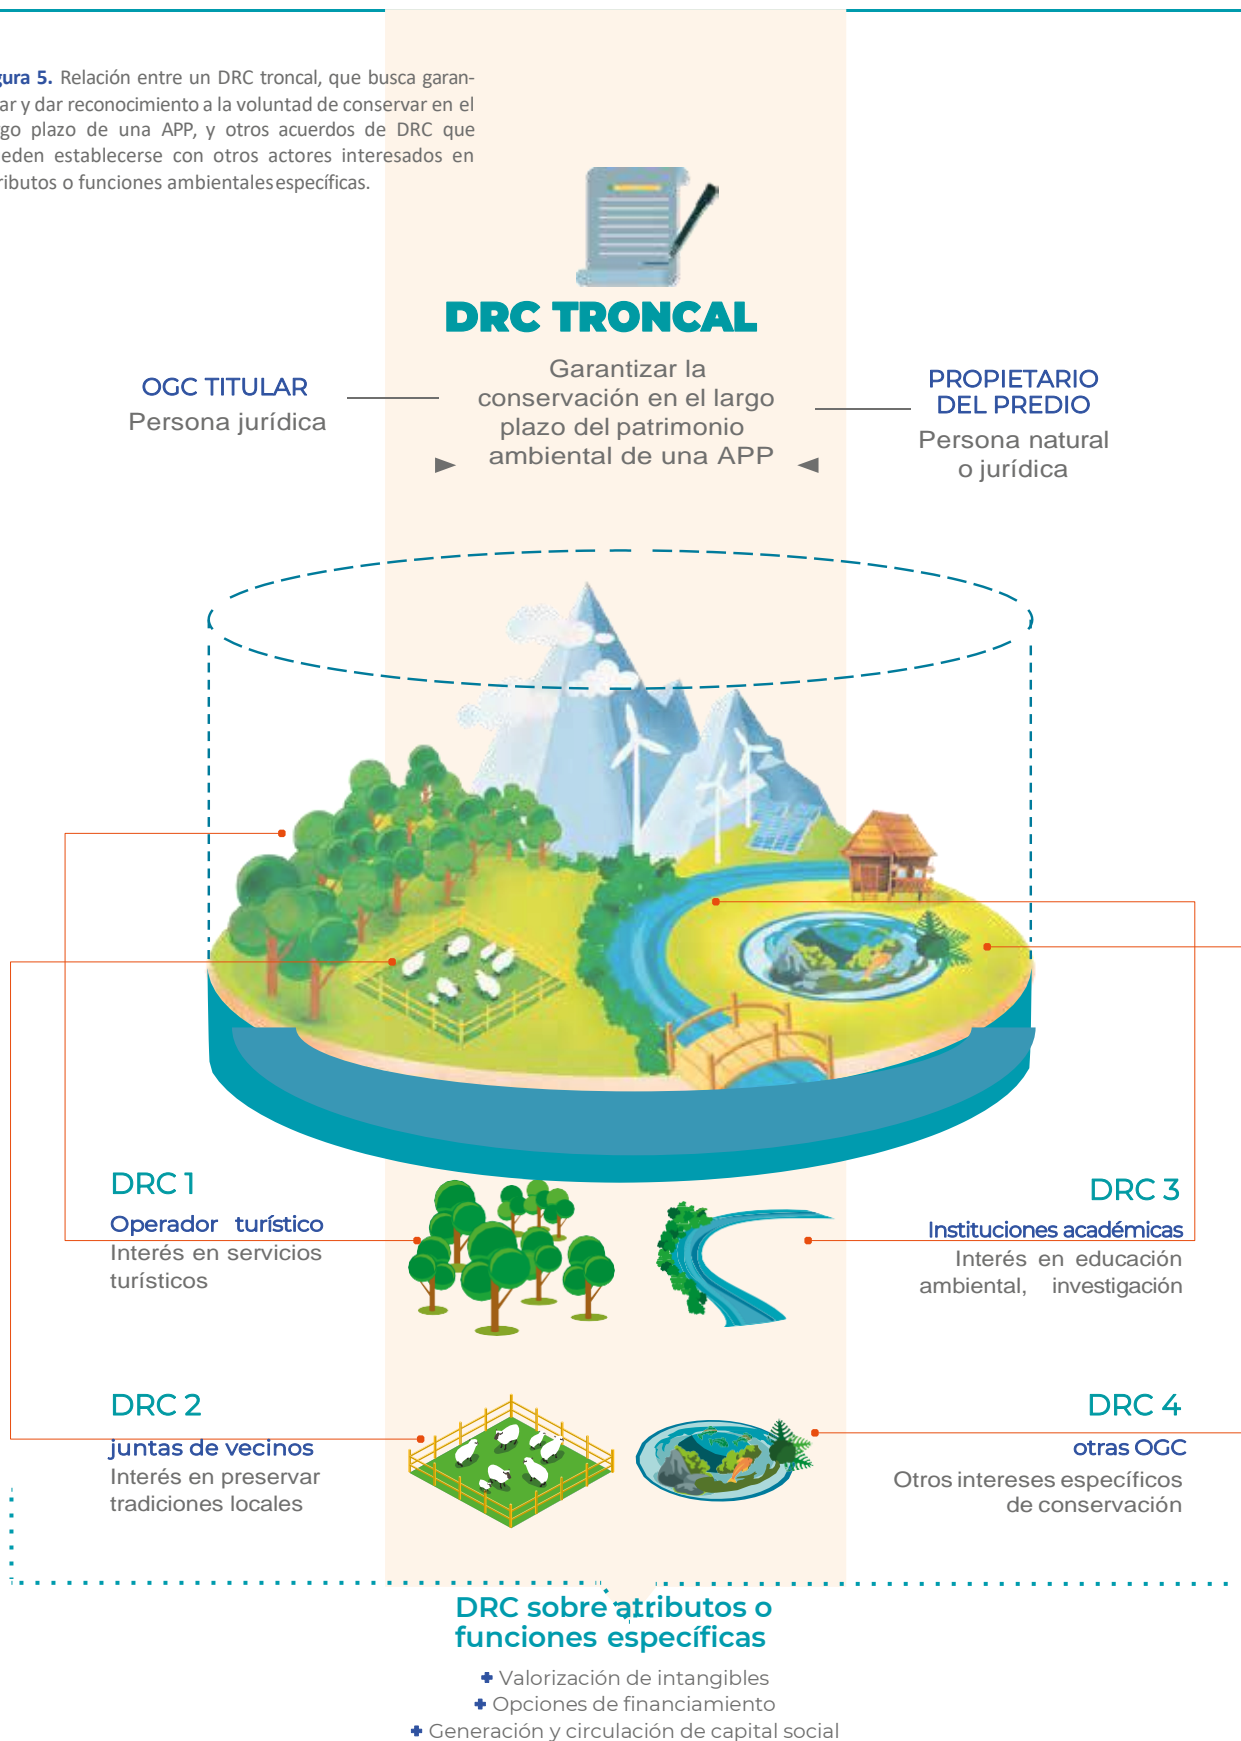 gura 5. Relación entre un DRC troncal, que busca garan-
ar y dar reconocimiento a la voluntad de conservar en el
go plazo de una APP, y otros acuerdos de DRC que
eden establecerse con otros actores interesados en
ributos o funciones ambientales específicas.
DRC TRONCAL
Garantizar la
conservación en el largo
plazo del patrimonio
ambiental de una APP
OGC TITULAR
Persona jurídica
PROPIETARIO
DEL PREDIO
Persona natural
o jurídica
DRC 1
Operador turístico
Interés en servicios
turísticos
DRC 3
Instituciones académicas
Interés en educación
ambiental, investigación
DRC 2
juntas de vecinos
Interés en preservar
tradiciones locales
DRC 4
otras OGC
Otros intereses específicos
de conservación
DRC sobre atributos o
funciones específicas
+ Valorización de intangibles
+ Opciones de financiamiento
+ Generación y circulación de capital social